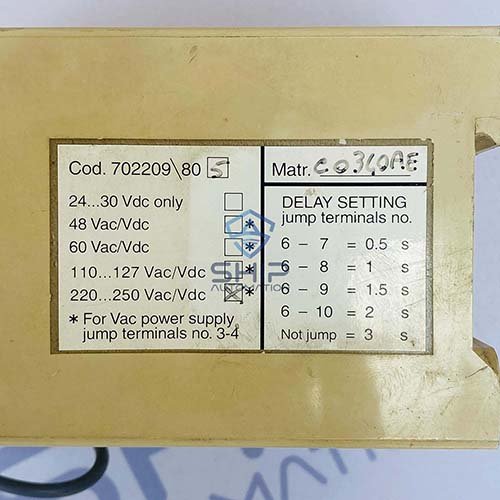 Cod. 702209\80 5
24...30 Vdc only
48 Vac/Vdc *
60 Vac/Vdc *
110...127 Vac/Vdc *
220...250 Vac/Vdc *
* For Vac power supply
jump terminals no. 3-4
Matr.
DELAY SETTING
jump terminals no.
6 - 7 = 0.5 s
6 - 8 = 1 s
6 - 9 = 1.5 s
6 - 10 = 2 s
Not jump = 3 s
SHIP
AUTOMATION